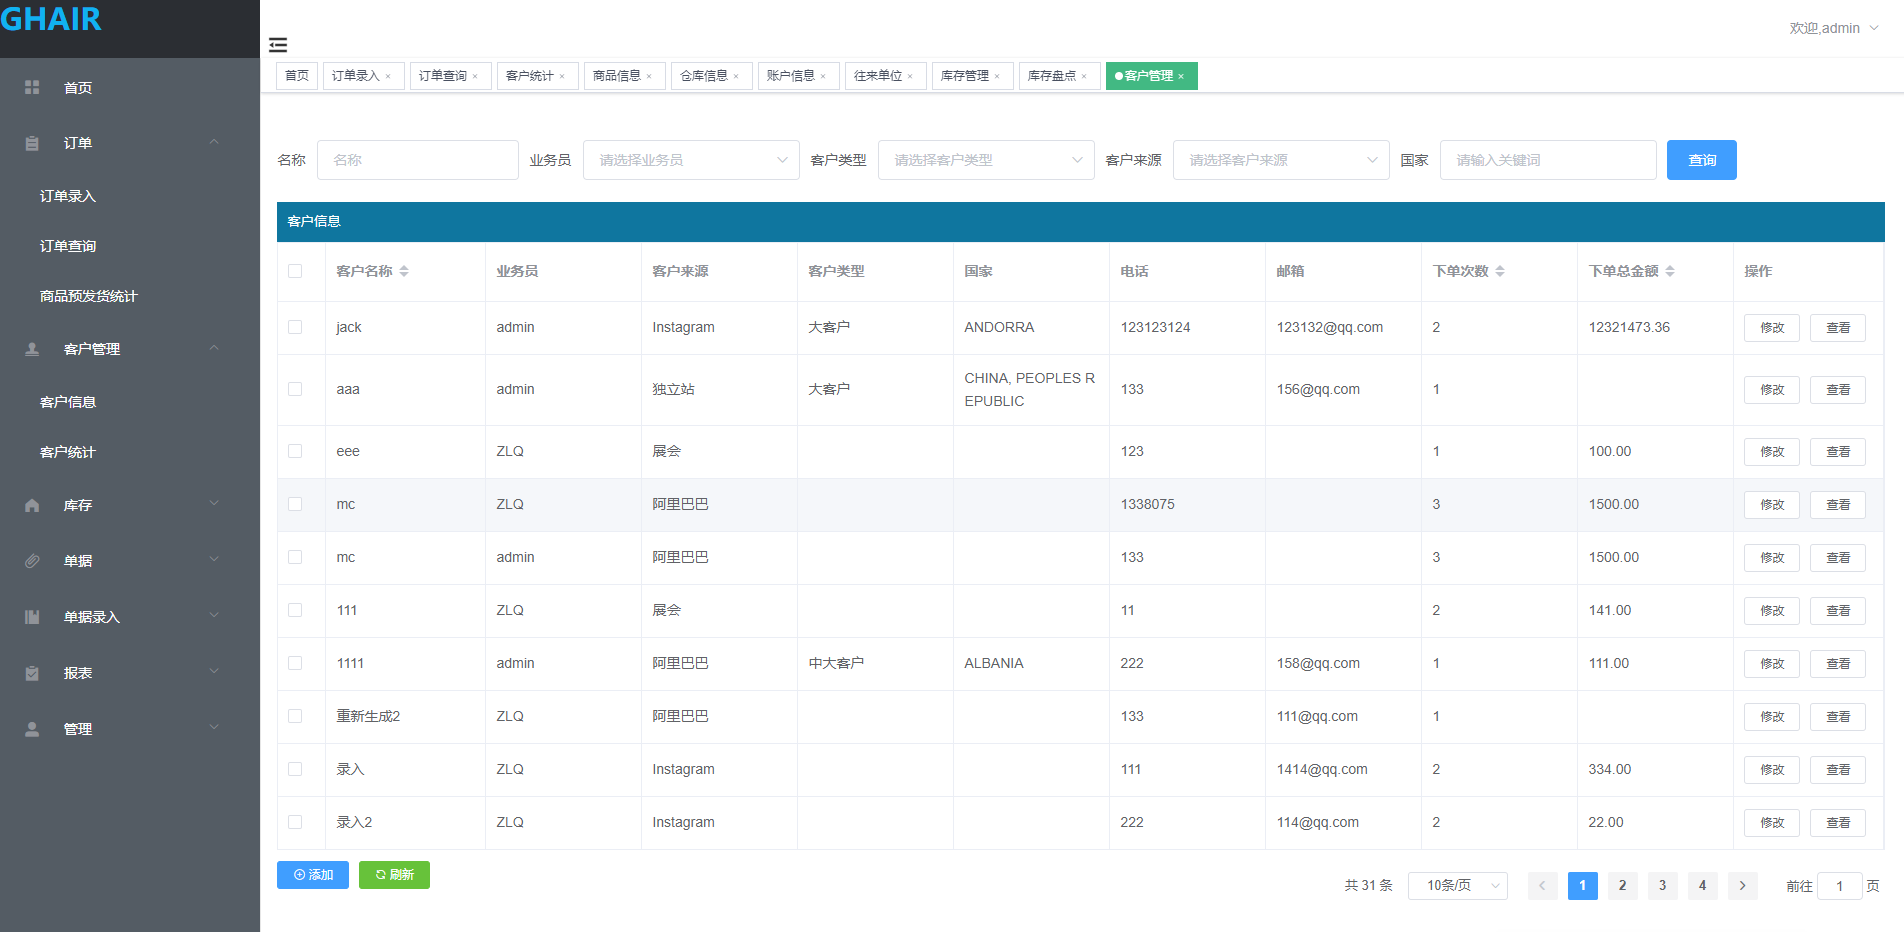 GHAIR
欢迎,admin
首页 订单录入 × 订单查询 × 客户统计 × 商品信息 × 仓库信息 × 账户信息 × 往来单位 × 库存管理 × 库存盘点 × 客户管理 ×
首页
订单
订单录入
订单查询
商品预发货统计
客户管理
客户信息
客户统计
库存
单据
单据录入
报表
管理
名称 名称 业务员 请选择业务员 客户类型 请选择客户类型 客户来源 请选择客户来源 国家 请输入关键词 查询
客户信息
客户名称 业务员 客户来源 客户类型 国家 电话 邮箱 下单次数 下单总金额 操作
jack admin Instagram 大客户 ANDORRA 123123124 123132@qq.com 2 12321473.36 修改 查看
aaa admin 独立站 大客户 CHINA, PEOPLES R
EPUBLIC 133 156@qq.com 1 修改 查看
eee ZLQ 展会 123 1 100.00 修改 查看
mc ZLQ 阿里巴巴 1338075 3 1500.00 修改 查看
mc admin 阿里巴巴 133 3 1500.00 修改 查看
111 ZLQ 展会 11 2 141.00 修改 查看
1111 admin 阿里巴巴 中大客户 ALBANIA 222 158@qq.com 1 111.00 修改 查看
重新生成2 ZLQ 阿里巴巴 133 111@qq.com 1 修改 查看
录入 ZLQ Instagram 111 1414@qq.com 2 334.00 修改 查看
录入2 ZLQ Instagram 222 114@qq.com 2 22.00 修改 查看
添加 刷新
共 31 条 10条/页 1 2 3 4 前往 1 页